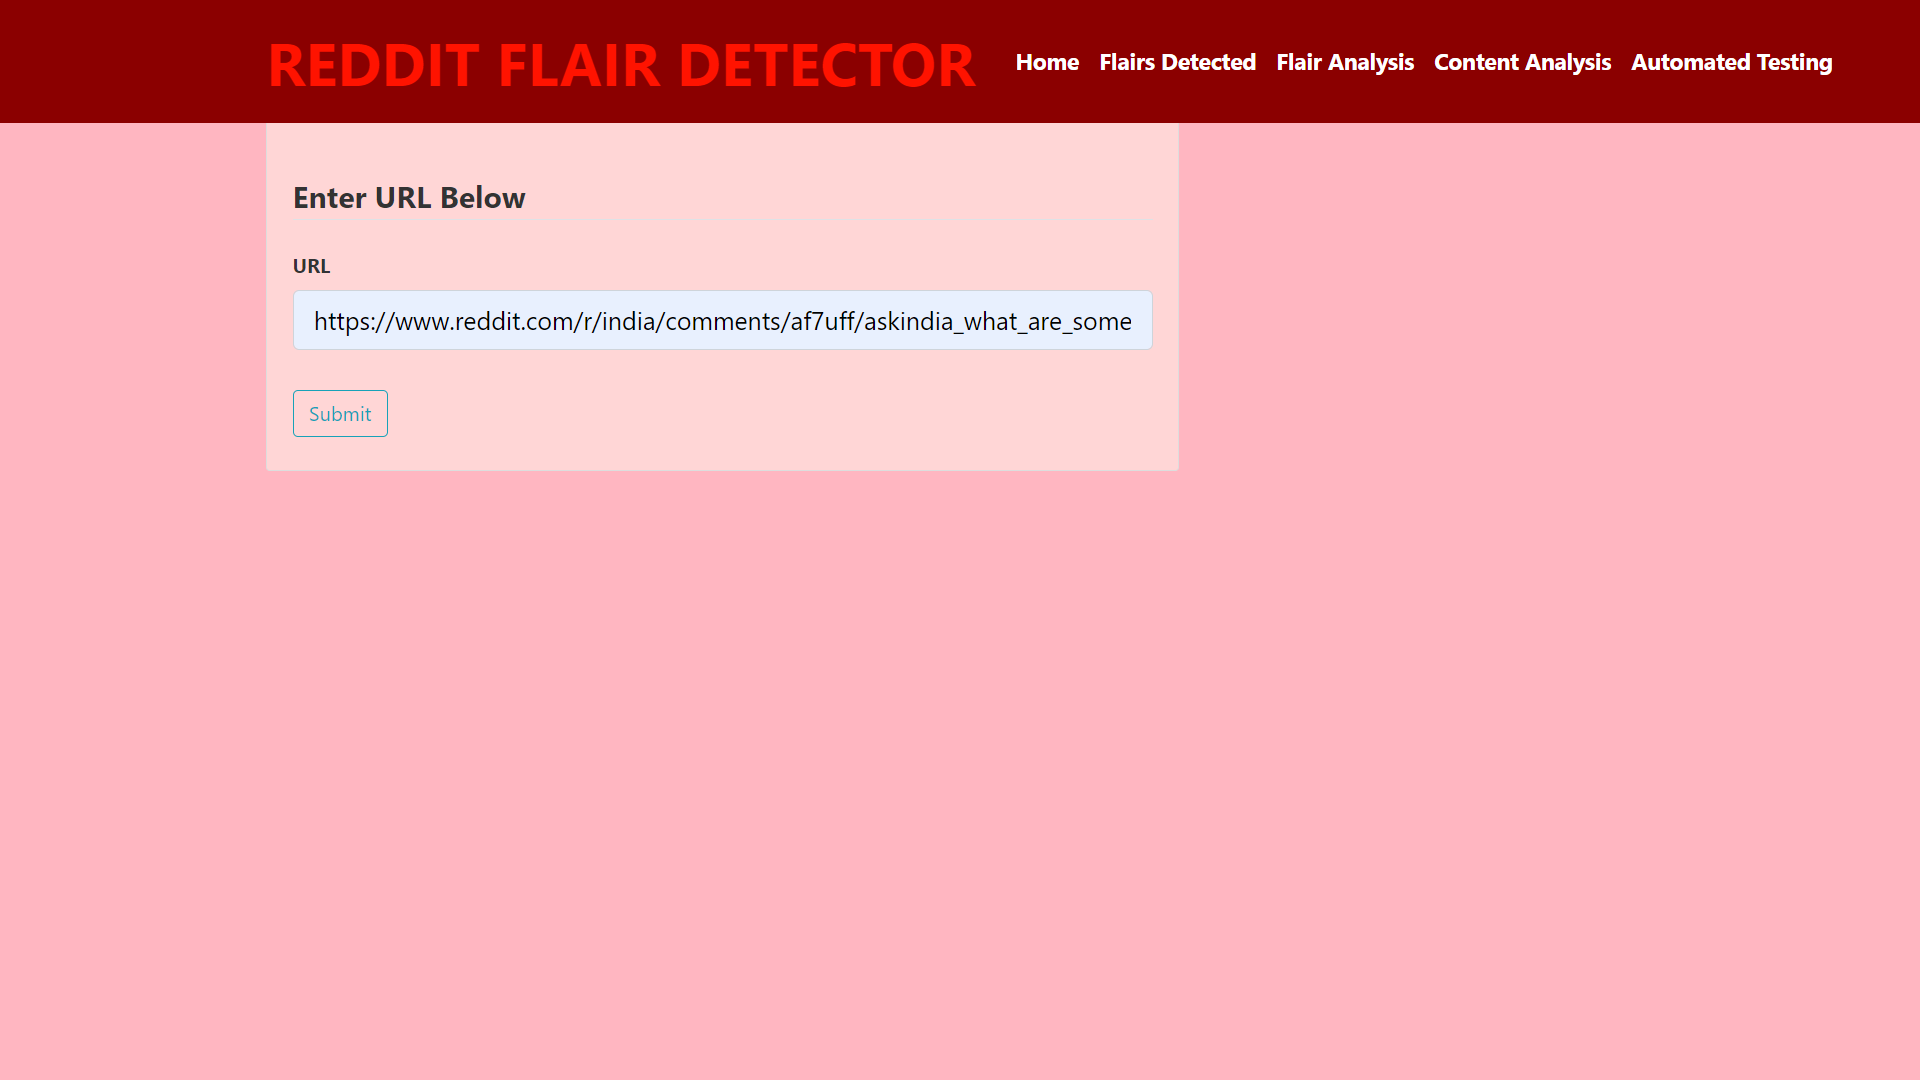 REDDIT FLAIR DETECTOR
Home Flairs Detected Flair Analysis Content Analysis Automated Testing
Enter URL Below
URL
https://www.reddit.com/r/india/comments/af7uff/askindia_what_are_some
Submit